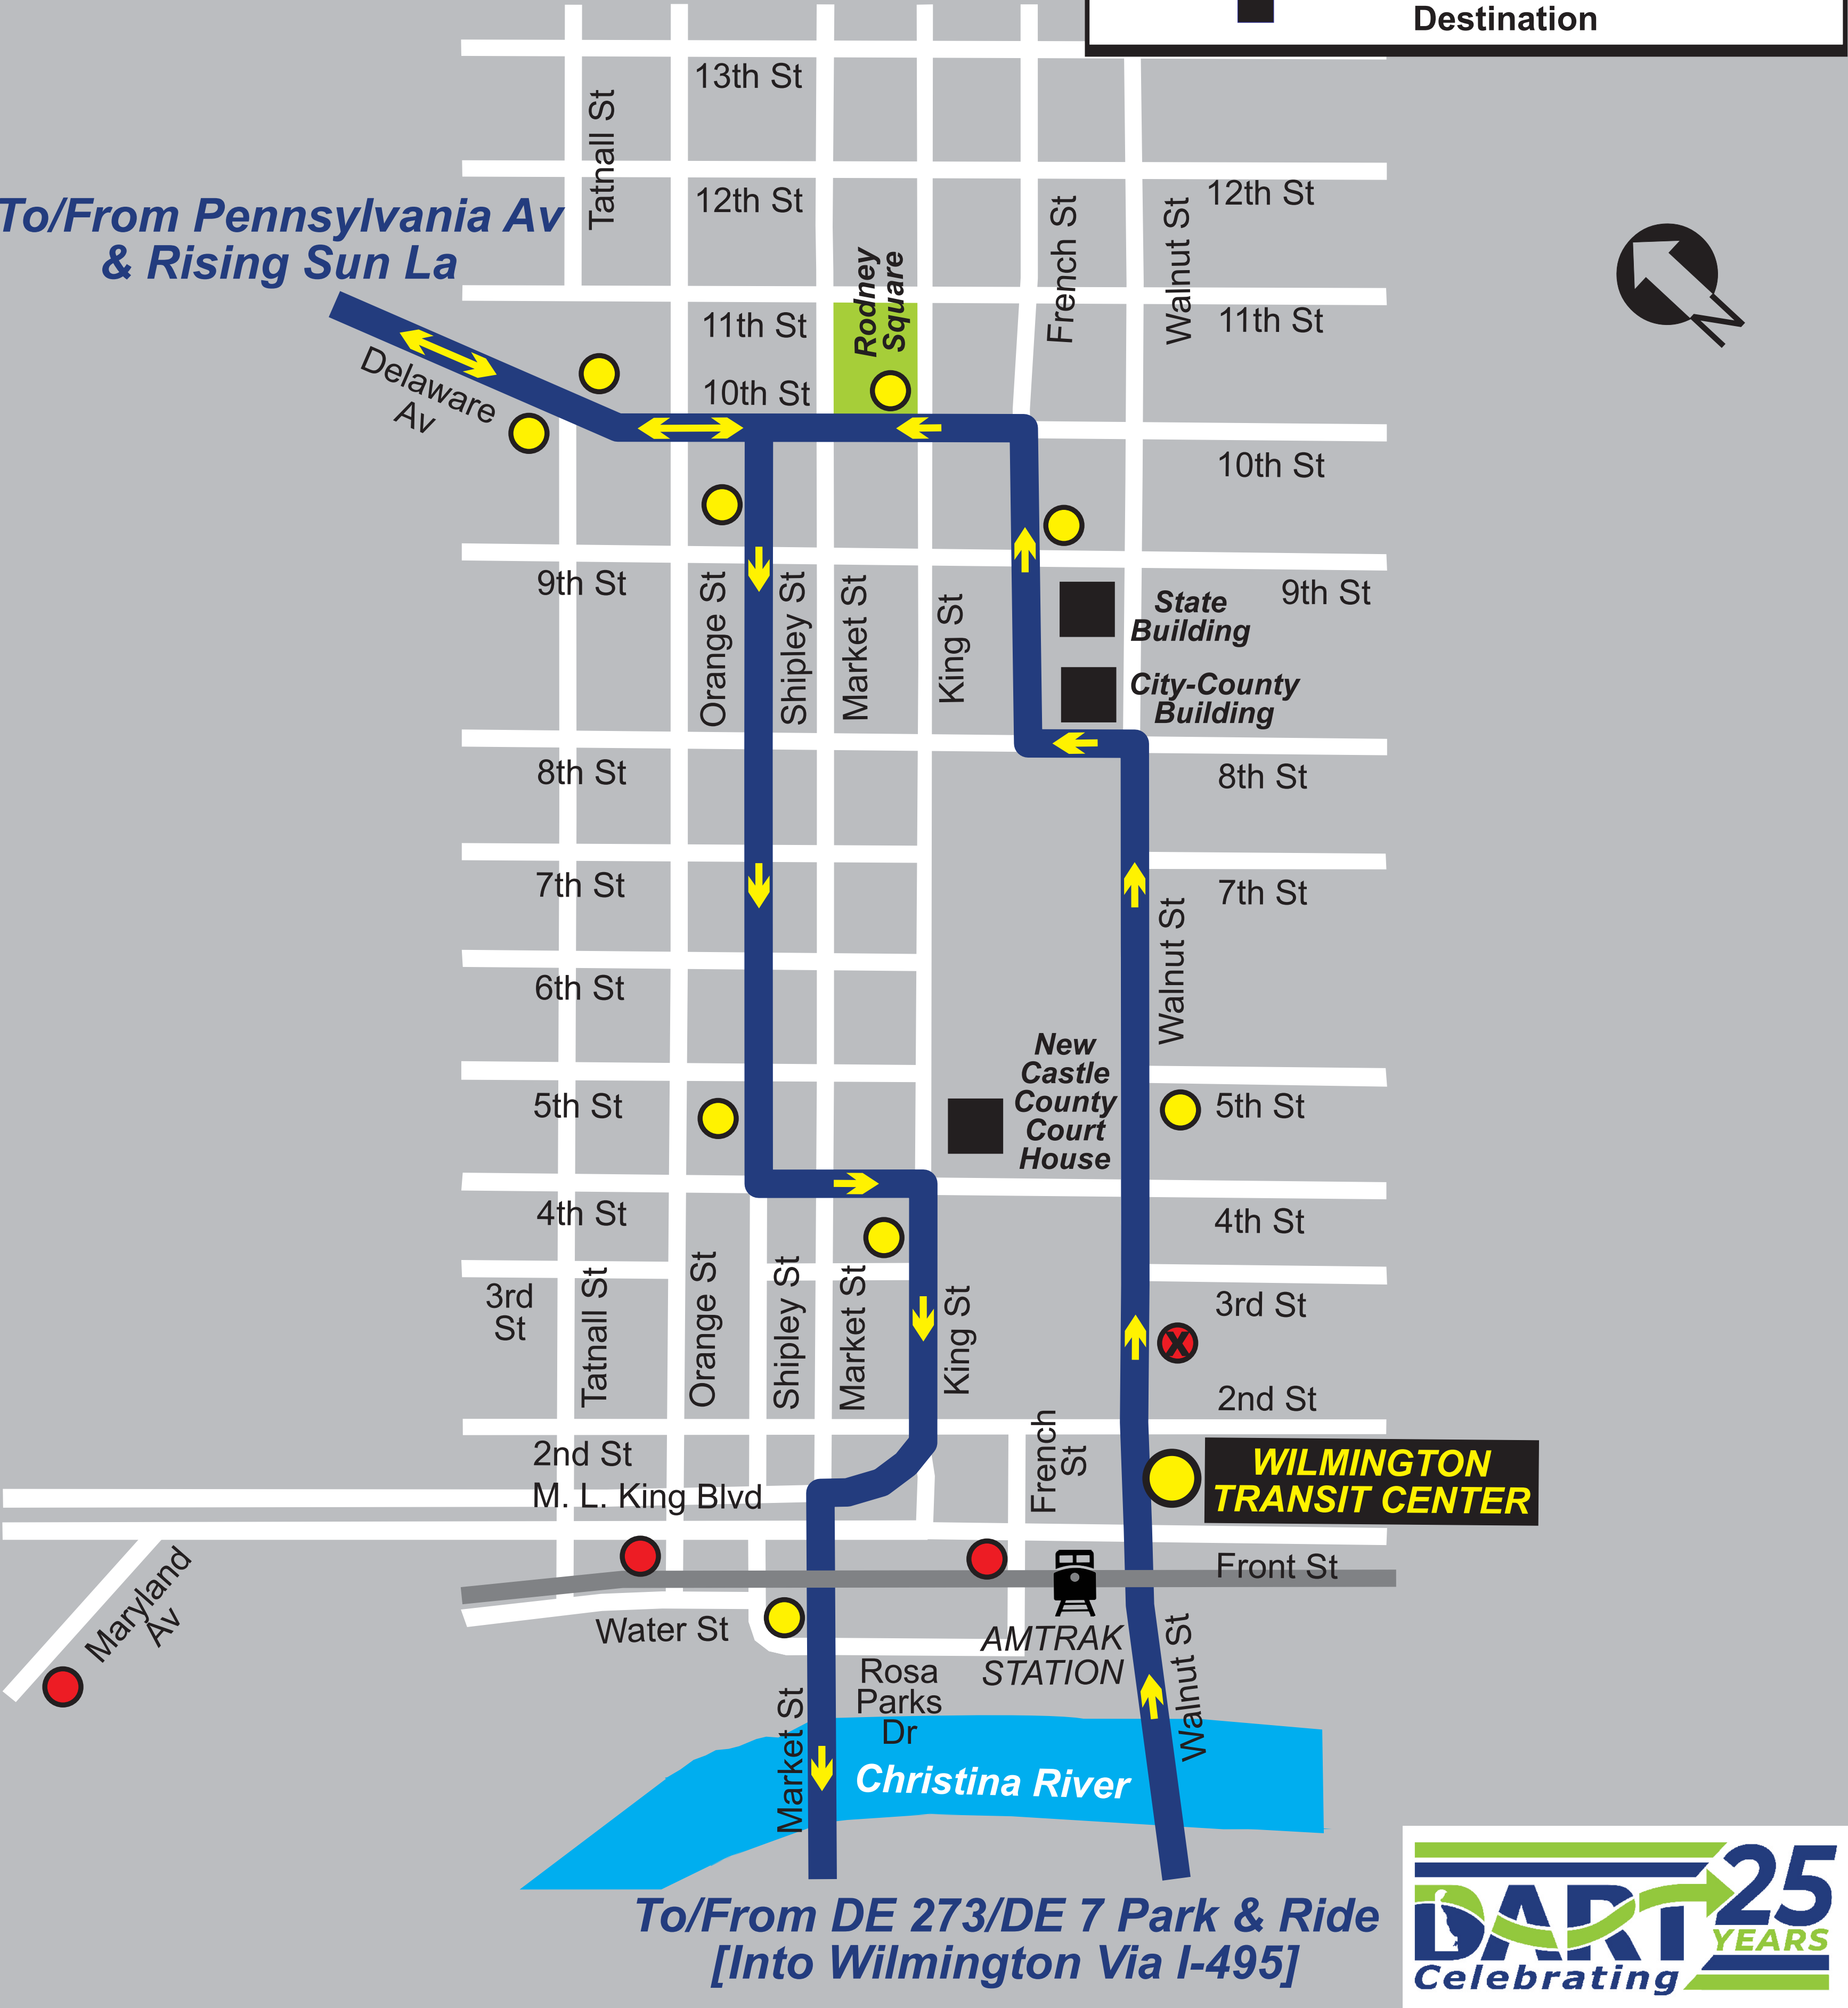 Destination
13th St
Tatnall St
12th St
12th St
To/From Pennsylvania Av
& Rising Sun La
French St
Walnut St
Rodney
Square
11th St
11th St
N
Delaware
Av
10th St
10th St
9th St
9th St
Orange St
Shipley St
Market St
King St
State
Building
City-County
Building
8th St
8th St
7th St
7th St
Walnut St
6th St
New
Castle
County
Court
House
5th St
5th St
4th St
4th St
3rd
St
Tatnall St
Orange St
Shipley St
Market St
King St
3rd St
X
2nd St
French
St
2nd St
WILMINGTON
TRANSIT CENTER
M. L. King Blvd
Front St
Maryland
Av
Water St
AMTRAK
STATION
Walnut St
Rosa
Parks
Dr
Market St
Christina River
To/From DE 273/DE 7 Park & Ride
[Into Wilmington Via I-495]
DART
25
YEARS
Celebrating